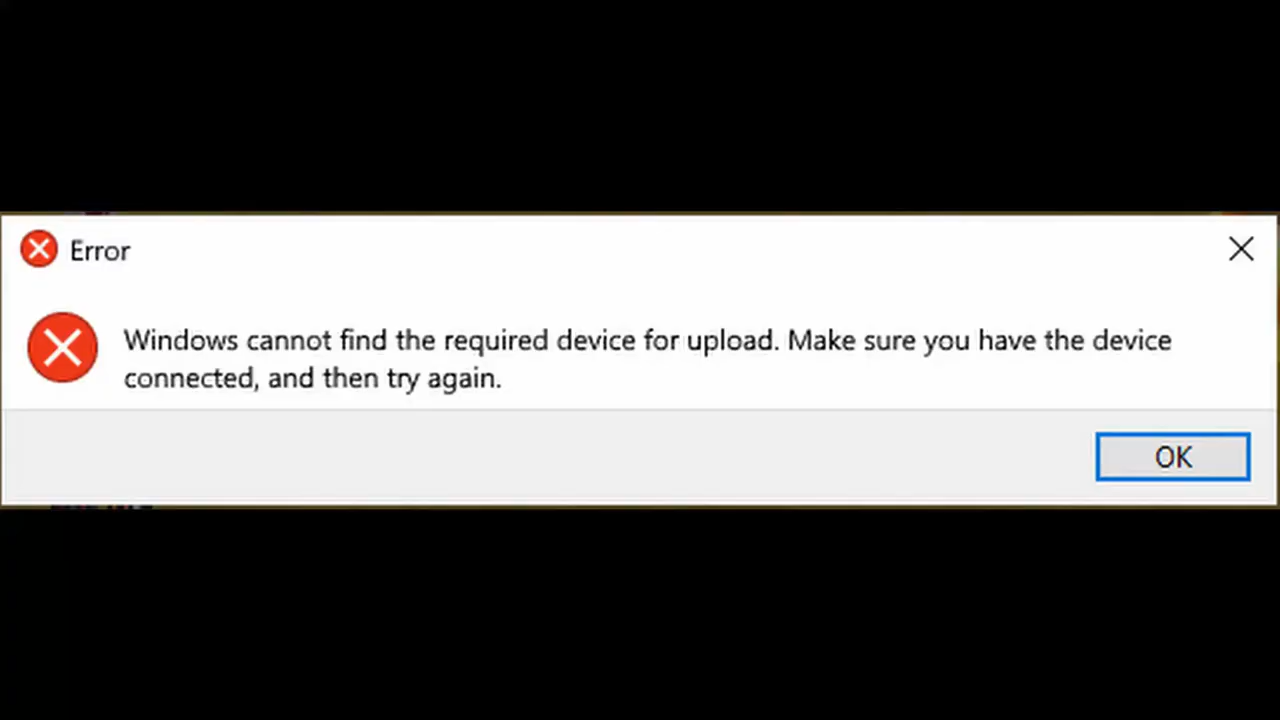 Error
Windows cannot find the required device for upload. Make sure you have the device
connected, and then try again.
OK